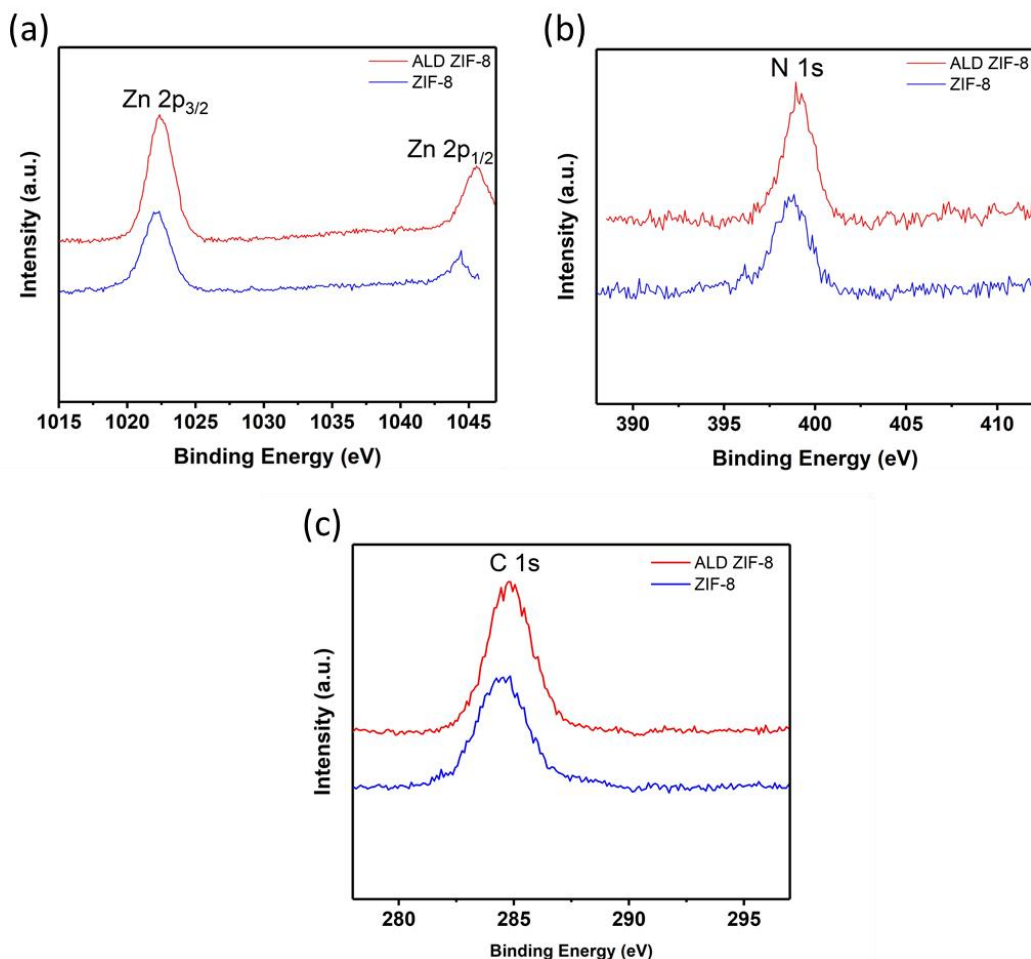 (a)
ALD ZIF-8
ZIF-8
Zn 2p3/2
Zn 2p1/2
Intensity (a.u.)
1015 1020 1025 1030 1035 1040 1045
Binding Energy (eV)
(b)
ALD ZIF-8
ZIF-8
N 1s
Intensity (a.u.)
390 395 400 405 410
Binding Energy (eV)
(c)
ALD ZIF-8
ZIF-8
C 1s
Intensity (a.u.)
280 285 290 295
Binding Energy (eV)